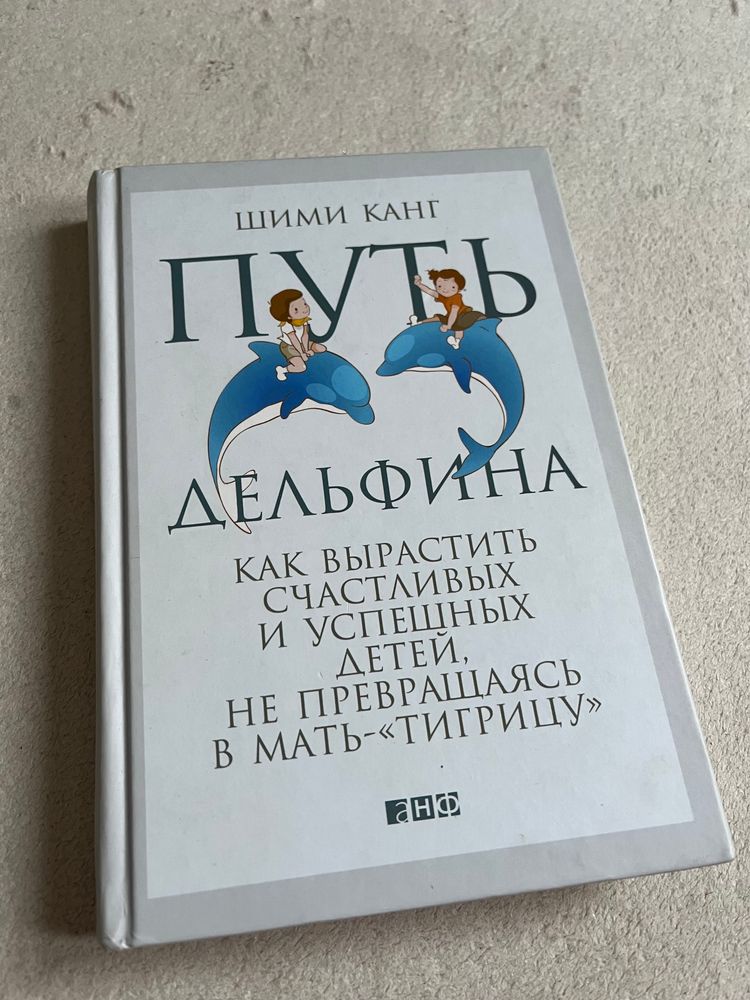 ШИМИ КАНГ
ПУТЬ
ДЕЛЬФИНА
КАК ВЫРАСТИТЬ
СЧАСТЛИВЫХ
И УСПЕШНЫХ
ДЕТЕЙ,
НЕ ПРЕВРАЩАЯСЬ
В МАТЬ-«ТИГРИЦУ»
анф